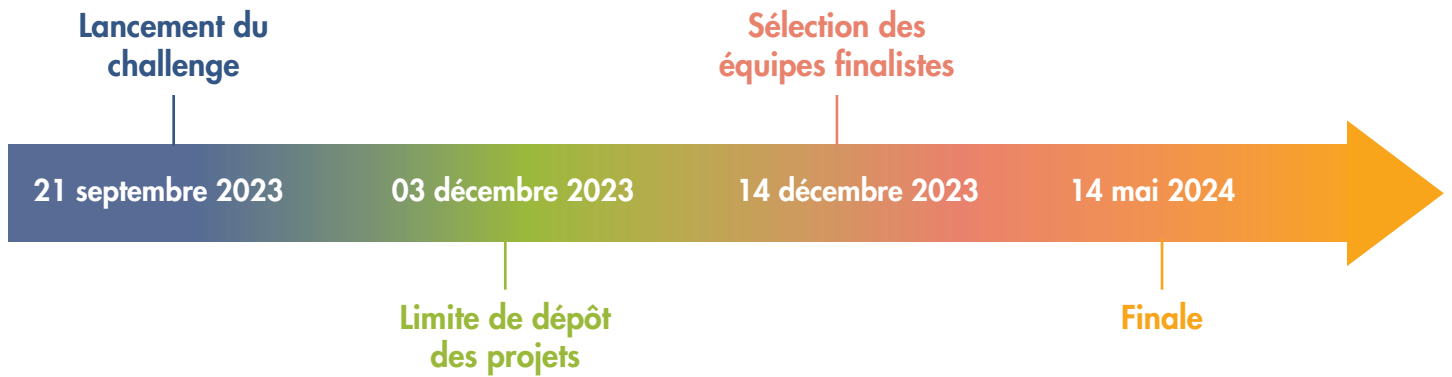 Lancement du
challenge
Sélection des
équipes finalistes
21 septembre 2023
03 décembre 2023
14 décembre 2023
14 mai 2024
Limite de dépôt
des projets
Finale